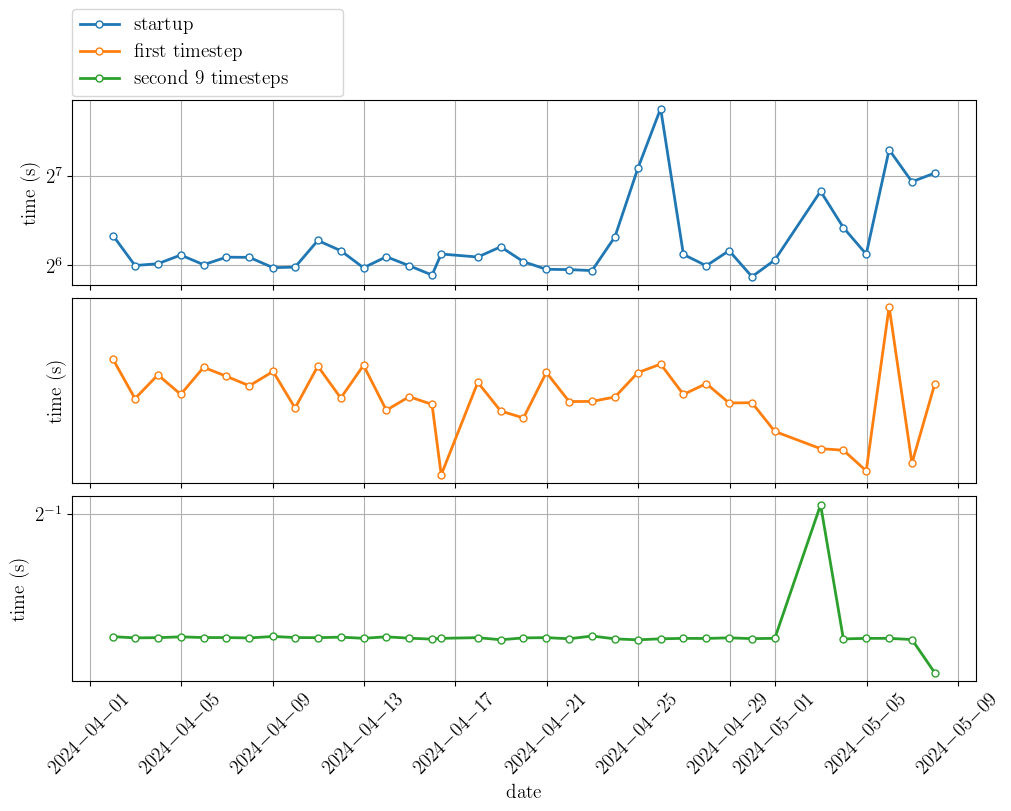 startup
first timestep
second 9 timesteps
time (s)
2^7
2^6
time (s)
2^-1
time (s)
2024−04−01
2024−04−05
2024−04−09
2024−04−13
2024−04−17
2024−04−21
2024−04−25
2024−04−29
2024−05−01
2024−05−05
2024−05−09
date